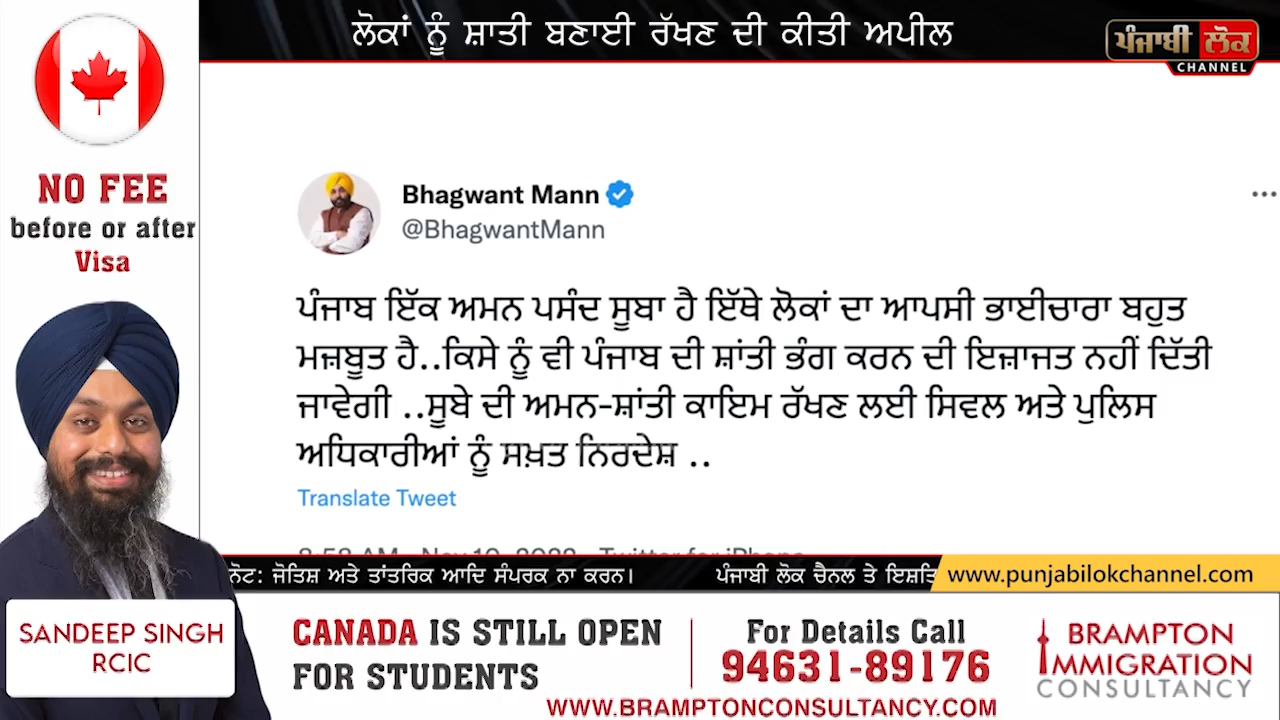 ਲੋਕਾਂ ਨੂੰ ਸ਼ਾਤੀ ਬਣਾਈ ਰੱਖਣ ਦੀ ਕੀਤੀ ਅਪੀਲ
ਪੰਜਾਬੀ ਲੋਕ
CHANNEL
NO FEE
before or after
Visa
Bhagwant Mann
@BhagwantMann
ਪੰਜਾਬ ਇੱਕ ਅਮਨ ਪਸੰਦ ਸੂਬਾ ਹੈ ਇੱਥੇ ਲੋਕਾਂ ਦਾ ਆਪਸੀ ਭਾਈਚਾਰਾ ਬਹੁਤ
ਮਜ਼ਬੂਤ ਹੈ..ਕਿਸੇ ਨੂੰ ਵੀ ਪੰਜਾਬ ਦੀ ਸ਼ਾਂਤੀ ਭੰਗ ਕਰਨ ਦੀ ਇਜ਼ਾਜਤ ਨਹੀਂ ਦਿੱਤੀ
ਜਾਵੇਗੀ ..ਸੂਬੇ ਦੀ ਅਮਨ-ਸ਼ਾਂਤੀ ਕਾਇਮ ਰੱਖਣ ਲਈ ਸਿਵਲ ਅਤੇ ਪੁਲਿਸ
ਅਧਿਕਾਰੀਆਂ ਨੂੰ ਸਖ਼ਤ ਨਿਰਦੇਸ਼ ..
Translate Tweet
ਨੋਟ: ਜੋਤਿਸ਼ ਅਤੇ ਤਾਂਤਰਿਕ ਆਦਿ ਸੰਪਰਕ ਨਾ ਕਰਨ। ਪੰਜਾਬੀ ਲੋਕ ਚੈਨਲ ਤੇ
www.punjabilokchannel.com
SANDEEP SINGH
RCIC
CANADA IS STILL OPEN
FOR STUDENTS
For Details Call
94631-89176
WWW.BRAMPTONCONSULTANCY.COM
BRAMPTON
IMMIGRATION
CONSULTANCY